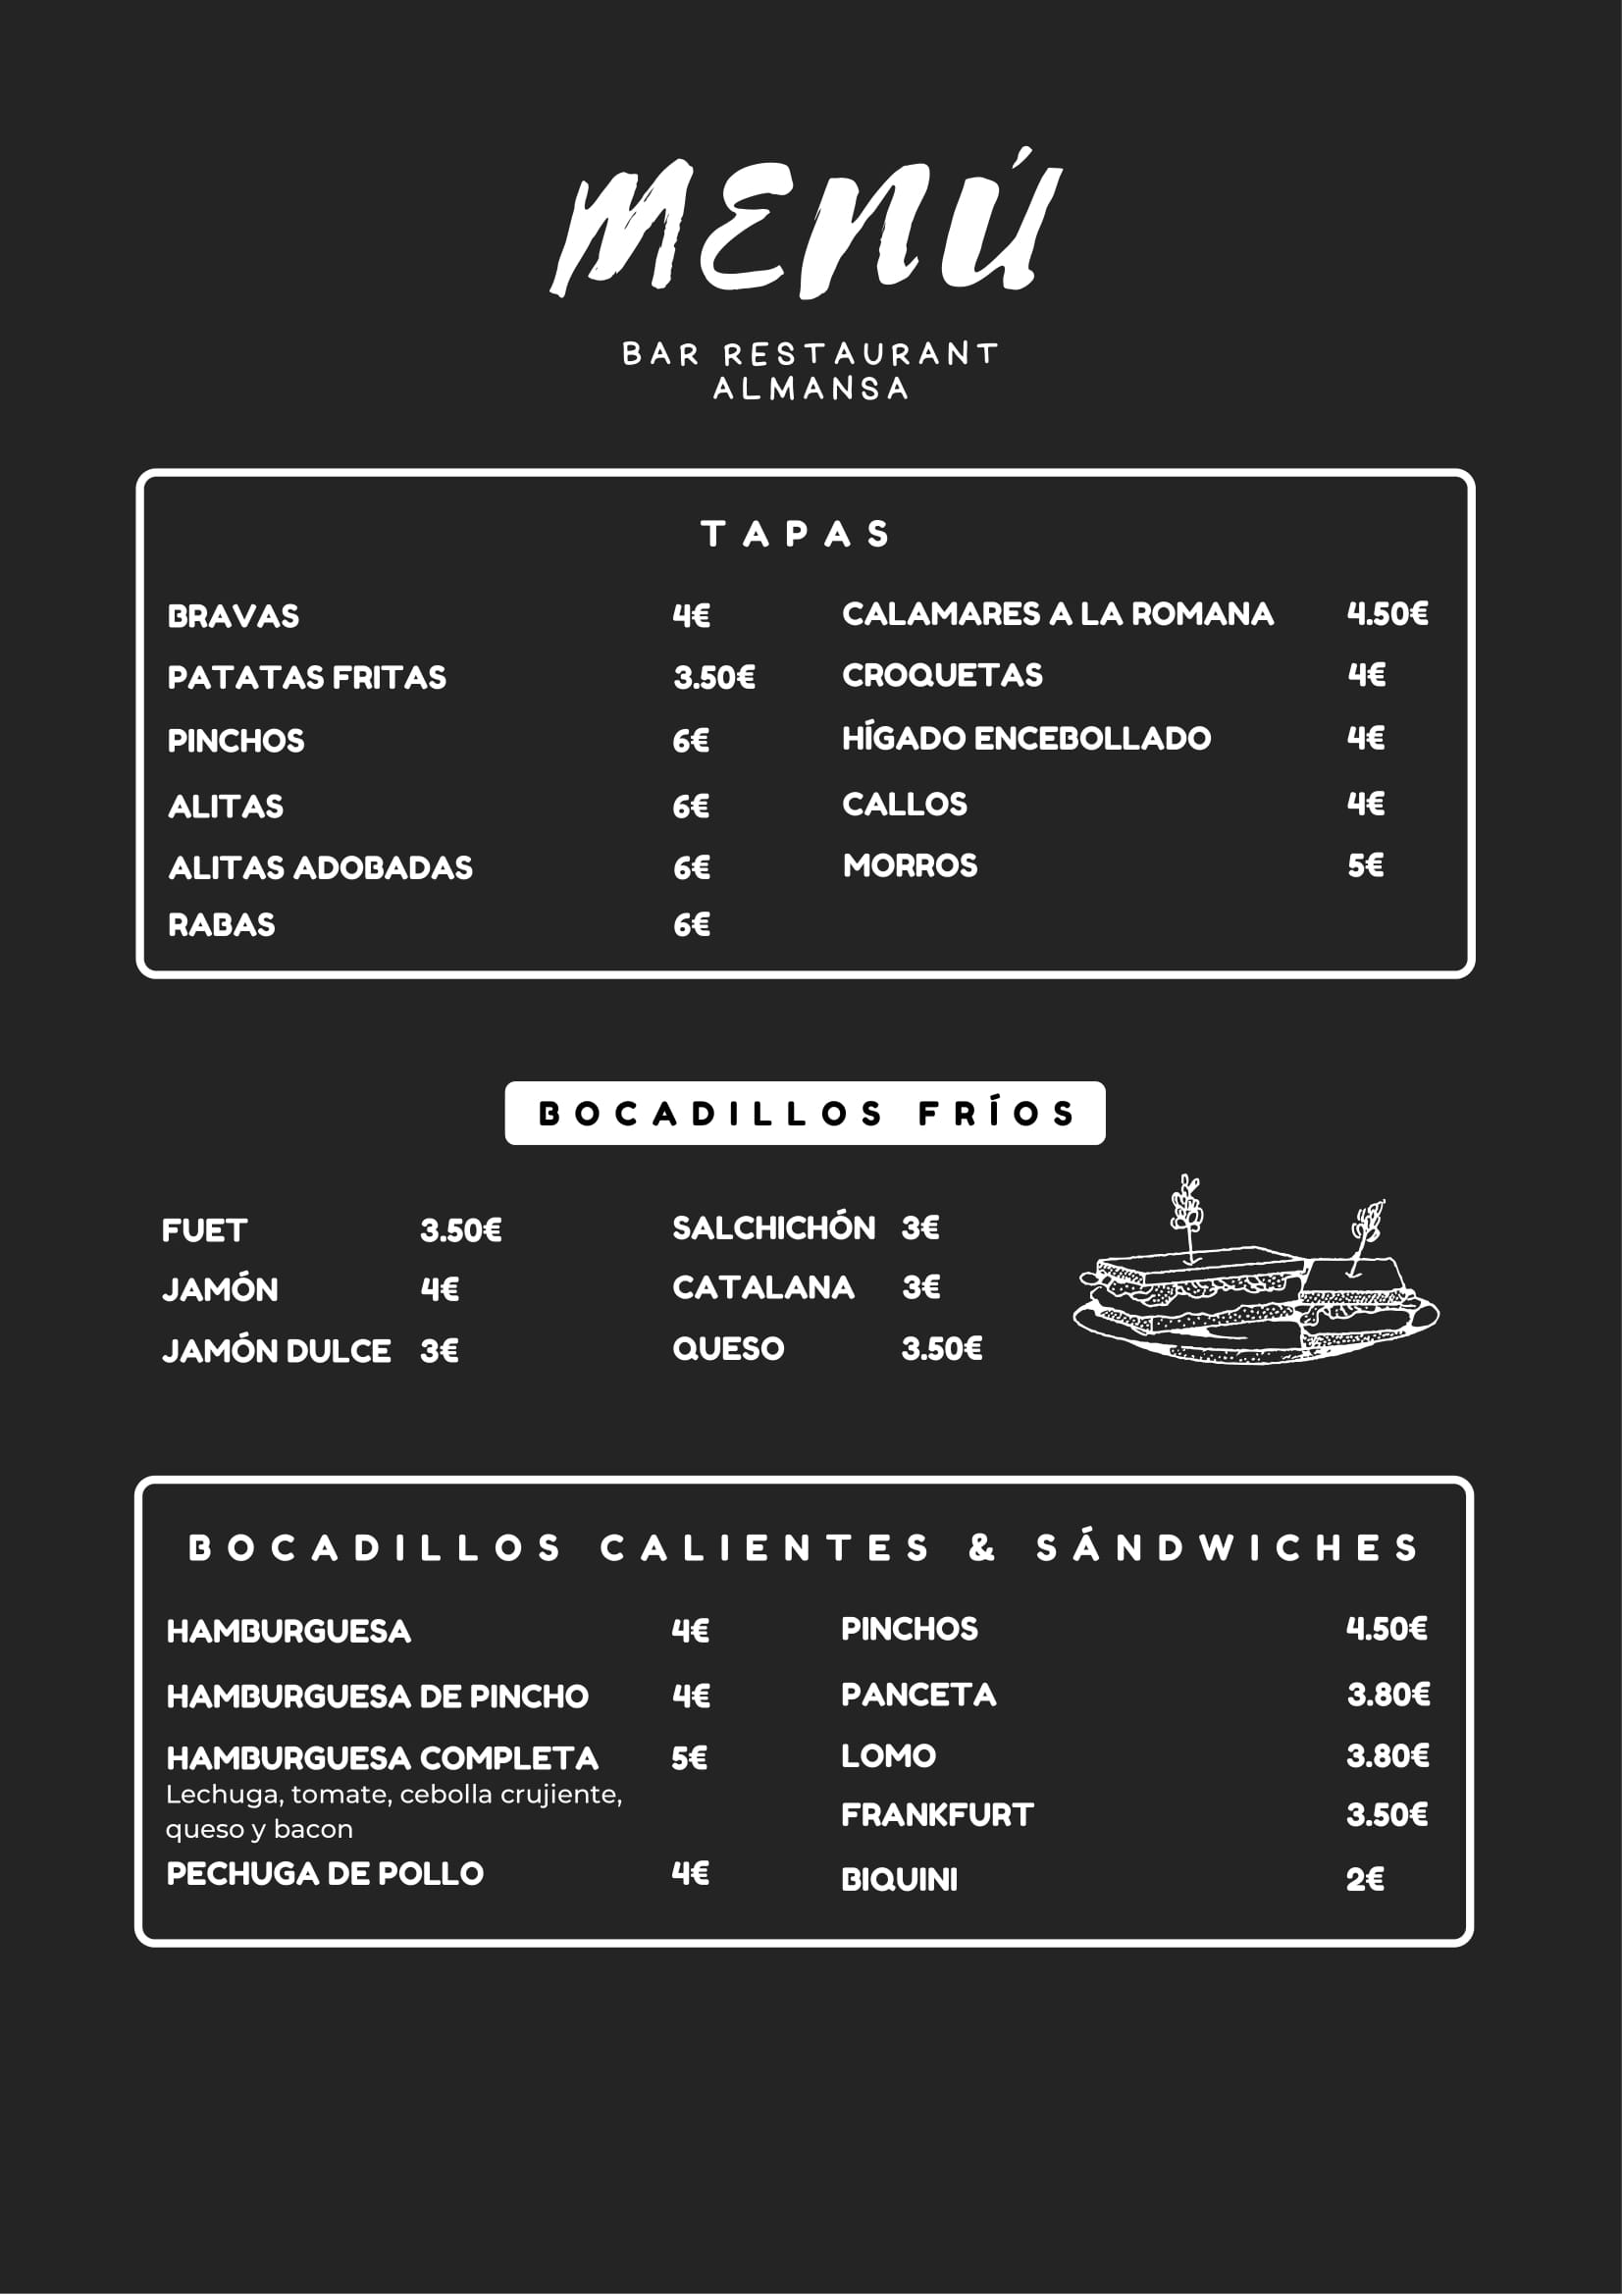 MENÚ
BAR RESTAURANT
ALMANSA
TAPAS
BRAVAS 4€
PATATAS FRITAS 3.50€
PINCHOS 6€
ALITAS 6€
ALITAS ADOBADAS 6€
RABAS 6€
CALAMARES A LA ROMANA 4.50€
CROQUETAS 4€
HÍGADO ENCEBOLLADO 4€
CALLOS 4€
MORROS 5€
BOCADILLOS FRÍOS
FUET 3.50€
JAMÓN 4€
JAMÓN DULCE 3€
SALCHICHÓN 3€
CATALANA 3€
QUESO 3.50€
BOCADILLOS CALIENTES & SÁNDWICHES
HAMBURGUESA 4€
HAMBURGUESA DE PINCHO 4€
HAMBURGUESA COMPLETA 5€
Lechuga, tomate, cebolla crujiente,
queso y bacon
PECHUGA DE POLLO 4€
PINCHOS 4.50€
PANCETA 3.80€
LOMO 3.80€
FRANKFURT 3.50€
BIQUINI 2€